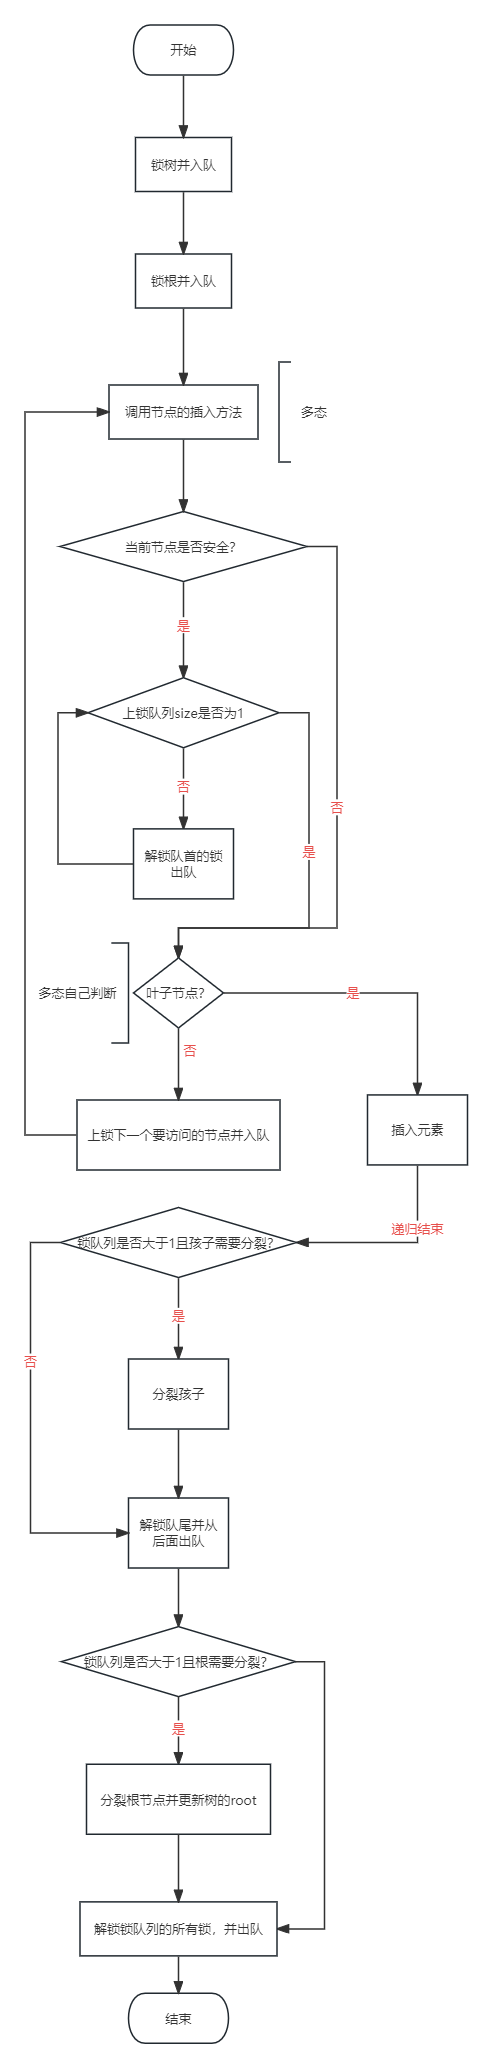 开始
锁树并入队
锁根并入队
调用节点的插入方法
多态
当前节点是否安全?
是
上锁队列size是否为1
否
否
解锁队首的锁
出队
是
多态自己判断
叶子节点?
是
否
上锁下一个要访问的节点并入队
插入元素
递归结束
锁队列是否大于1且孩子需要分裂?
是
否
分裂孩子
解锁队尾并从
后面出队
锁队列是否大于1且根需要分裂?
是
分裂根节点并更新树的root
解锁锁队列的所有锁，并出队
结束